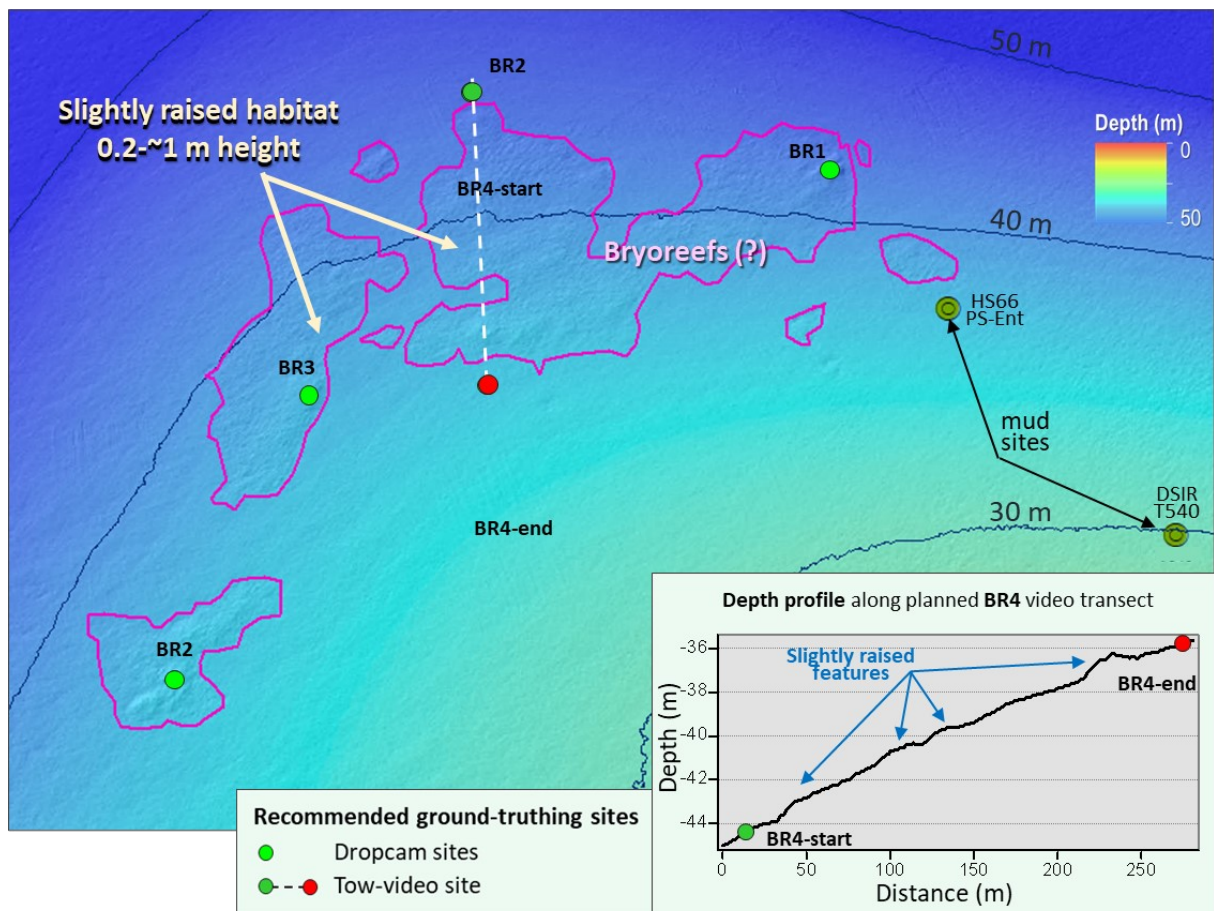 50 m
BR2
Slightly raised habitat
0.2-~1 m height
Depth (m)
0
50
BR1
BR4-start
40 m
Bryoreefs (?)
HS66
PS-Ent
BR3
mud
sites
DSIR
T540
30 m
BR4-end
BR2
Depth profile along planned BR4 video transect
-36
-38
-40
-42
-44
Depth (m)
Slightly raised
features
BR4-end
BR4-start
0
50
100
150
200
250
Distance (m)
Recommended ground-truthing sites
Dropcam sites
Tow-video site